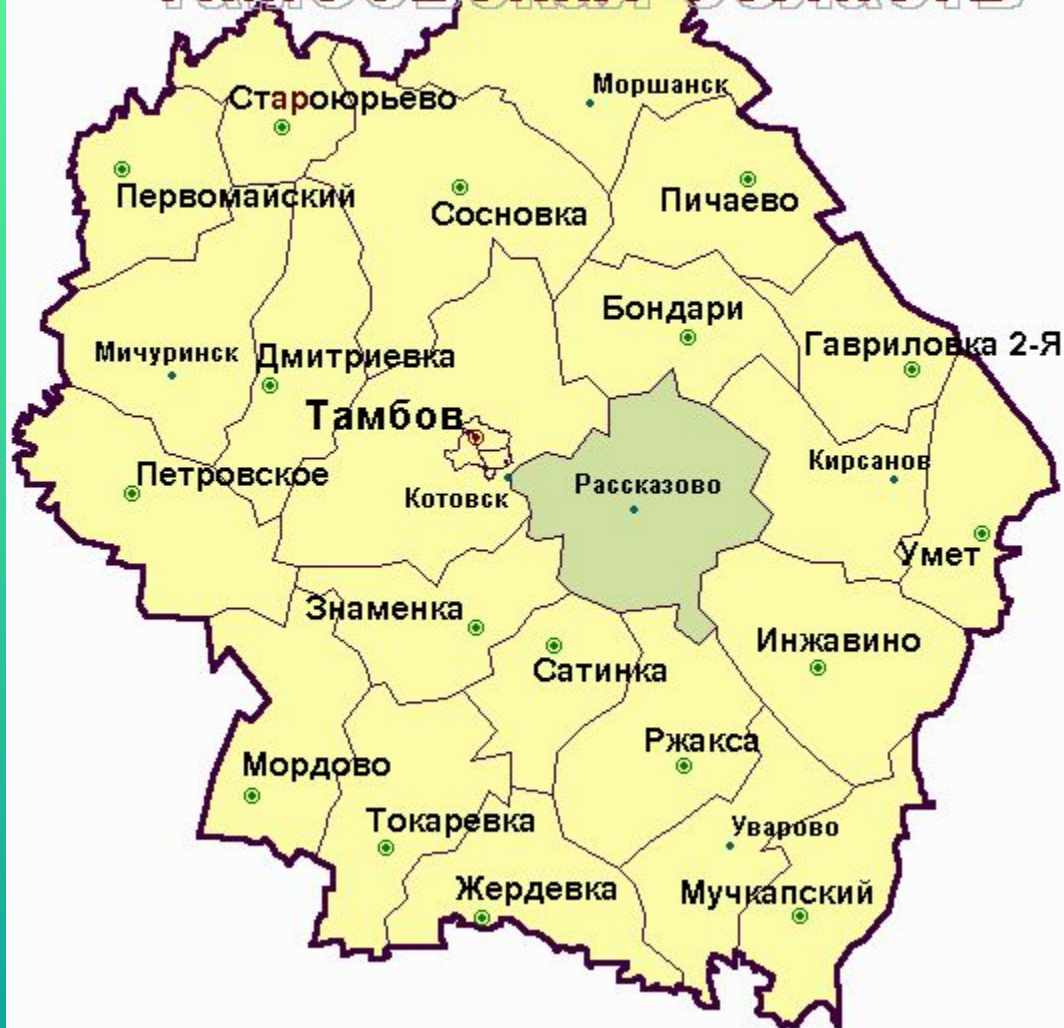 Моршанск
Староюрьево
Первомайский
Сосновка
Пичаево
Бондари
Гавриловка 2-Я
Мичуринск
Дмитриевка
Тамбов
Кирсанов
Петровское
Котовск
Рассказово
Умет
Знаменка
Сатинка
Инжавино
Ржакса
Мордово
Токаревка
Уварово
Жердевка
Мучкапский